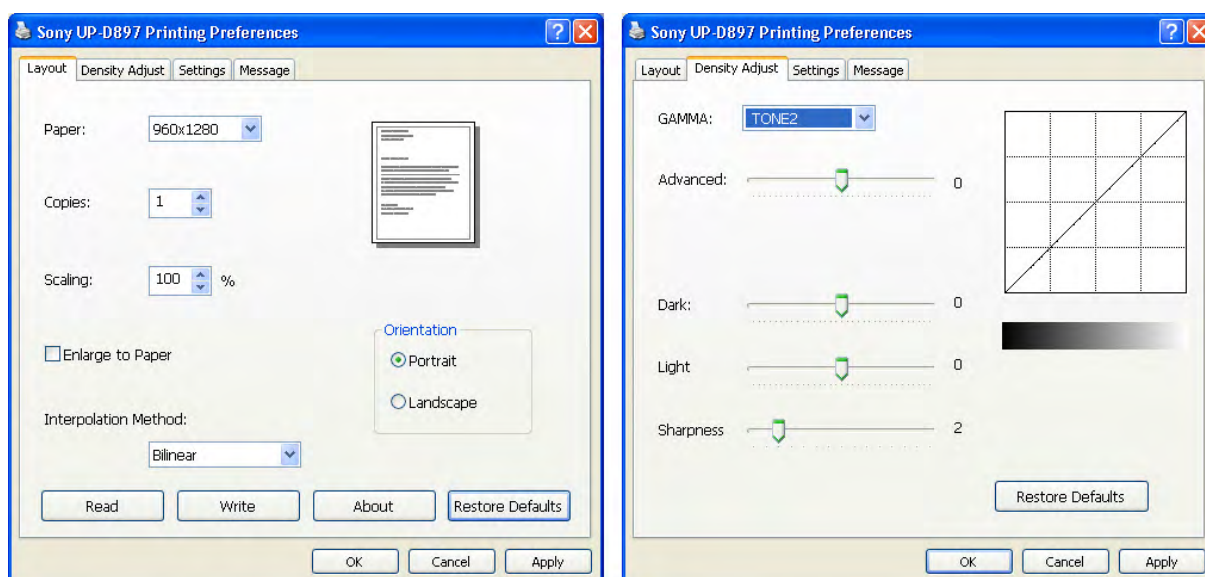 Sony UP-D897 Printing Preferences
Layout Density Adjust Settings Message
Paper: 960x1280
Copies: 1
Scaling: 100 %
Enlarge to Paper
Orientation
Portrait
Landscape
Interpolation Method:
Bilinear
Read Write About Restore Defaults
OK Cancel Apply
Sony UP-D897 Printing Preferences
Layout Density Adjust Settings Message
GAMMA: TONE2
Advanced: 0
Dark: 0
Light 0
Sharpness 2
Restore Defaults
OK Cancel Apply